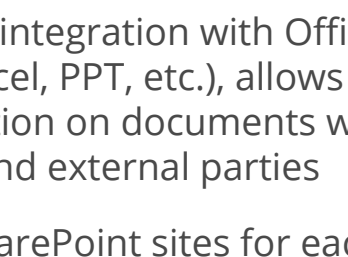 integration with Offi
cel, PPT, etc.), allows
tion on documents w
nd external parties
arePoint sites for eac